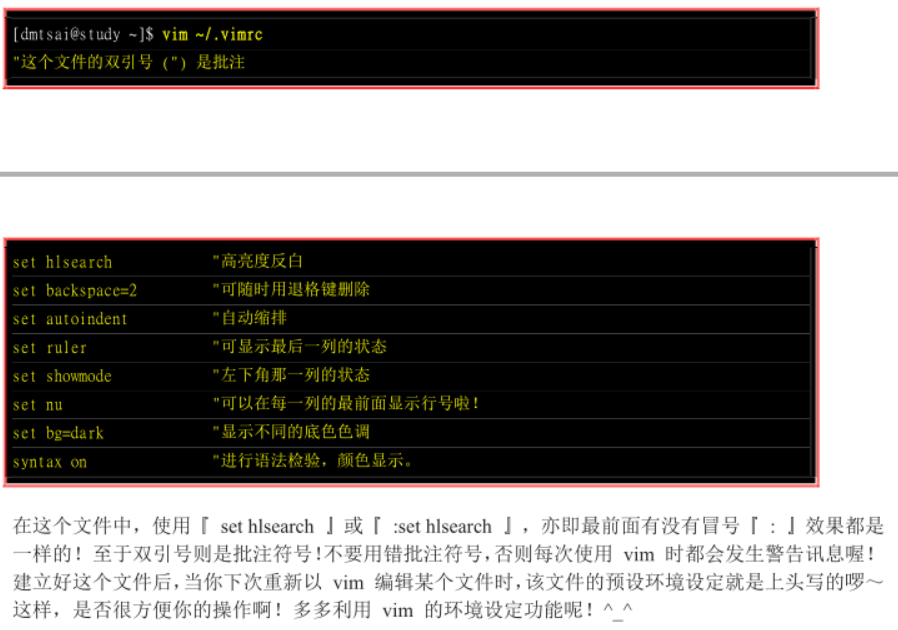 [dmtsai@study ~]$ vim ~/.vimrc
"这个文件的双引号 (") 是批注
set hlsearch "高亮度反白
set backspace=2 "可随时用退格键删除
set autoindent "自动缩排
set ruler "可显示最后一列的状态
set showmode "左下角那一列的状态
set nu "可以在每一列的最前面显示行号啦！
set bg=dark "显示不同的底色色调
syntax on "进行语法检验，颜色显示。
在这个文件中，使用『 set hlsearch 』或『 :set hlsearch 』，亦即最前面有没有冒号『 : 』效果都是
一样的！至于双引号则是批注符号！不要用错批注符号，否则每次使用 vim 时都会发生警告讯息喔！
建立好这个文件后，当你下次重新以 vim 编辑某个文件时，该文件的预设环境设定就是上头写的啰～
这样，是否很方便你的操作啊！多多利用 vim 的环境设定功能呢！^_^